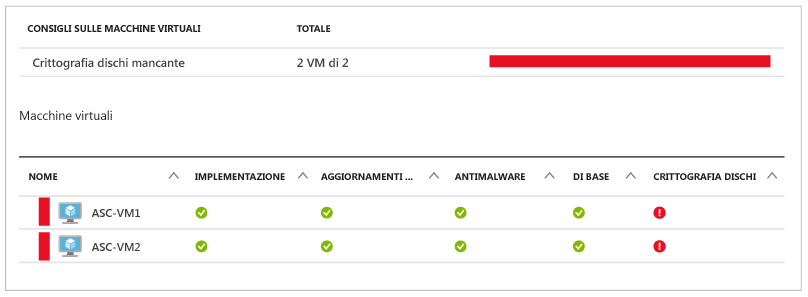 CONSIGLI SULLE MACCHINE VIRTUALI TOTALE
Crittografia dischi mancante 2 VM di 2
Macchine virtuali
NOME IMPLEMENTAZIONE AGGIORNAMENTI ... ANTIMALWARE DI BASE CRITTOGRAFIA DISCHI
ASC-VM1
ASC-VM2